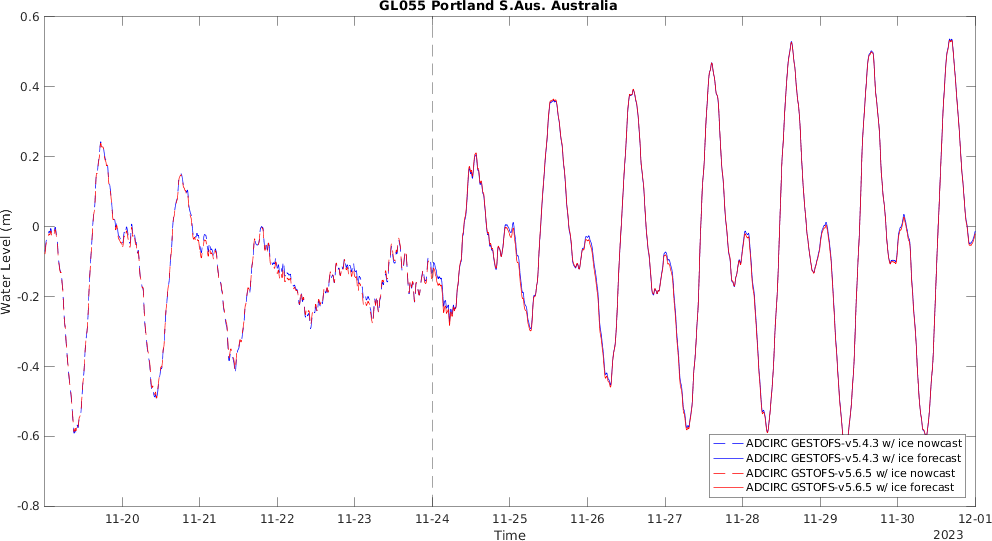 GL055 Portland S.Aus. Australia
0.6
0.4
0.2
0
-0.2
-0.4
-0.6
-0.8
Water Level (m)
ADCIRC GESTOFS-v5.4.3 w/ ice nowcast
ADCIRC GESTOFS-v5.4.3 w/ ice forecast
ADCIRC GSTOFS-v5.6.5 w/ ice nowcast
ADCIRC GSTOFS-v5.6.5 w/ ice forecast
11-20 11-21 11-22 11-23 11-24 11-25 11-26 11-27 11-28 11-29 11-30 12-01
Time
2023